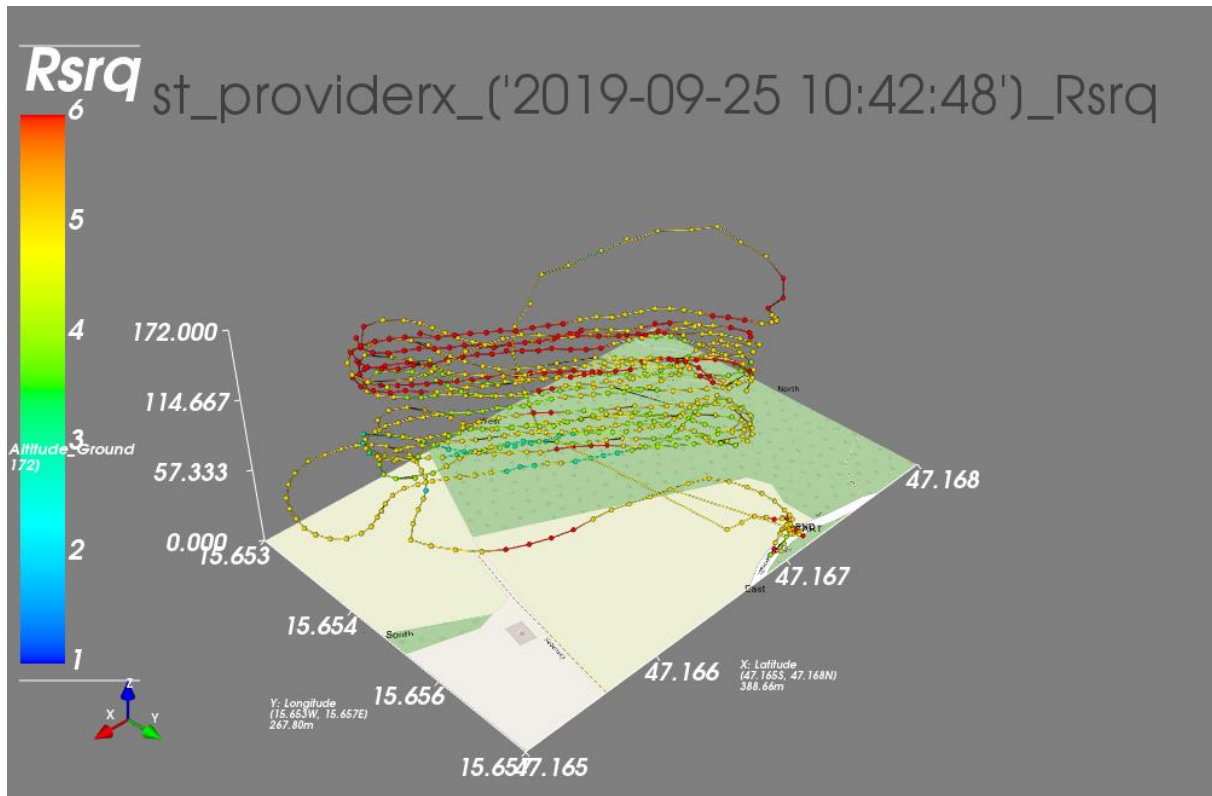 Rsrq
st_providerx_('2019-09-25 10:42:48')_Rsrq
6
5
4
3
2
1
Altitude_Ground
172)
172.000
114.667
57.333
0.000
15.653
15.654
15.656
15.657
47.165
47.166
47.167
47.168
North
East
South
X: Latitude
(47.165S, 47.168N)
388.66m
Y: Longitude
(15.653W, 15.657E)
267.80m
Z
X
Y